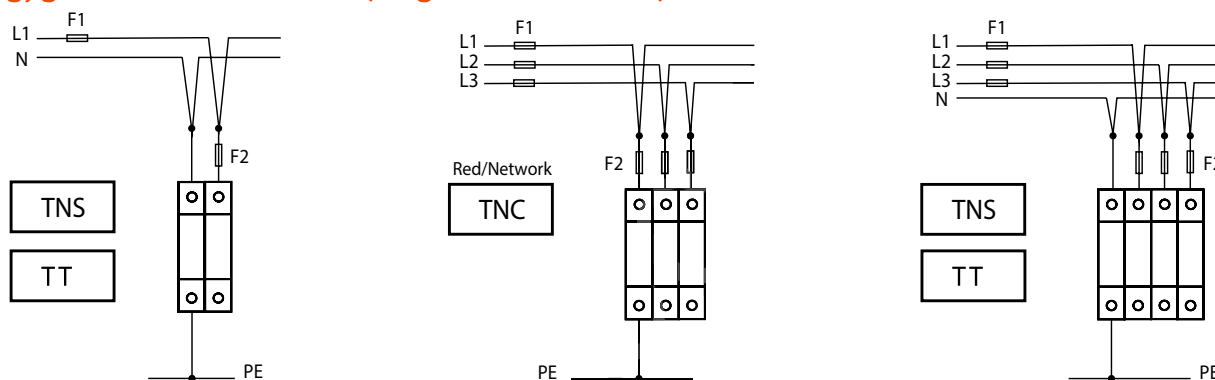 F1
L1
N
F2
TNS
TT
PE
F1
L1
L2
L3
F2
Red/Network
TNC
PE
F1
L1
L2
L3
N
TNS
TT
PE